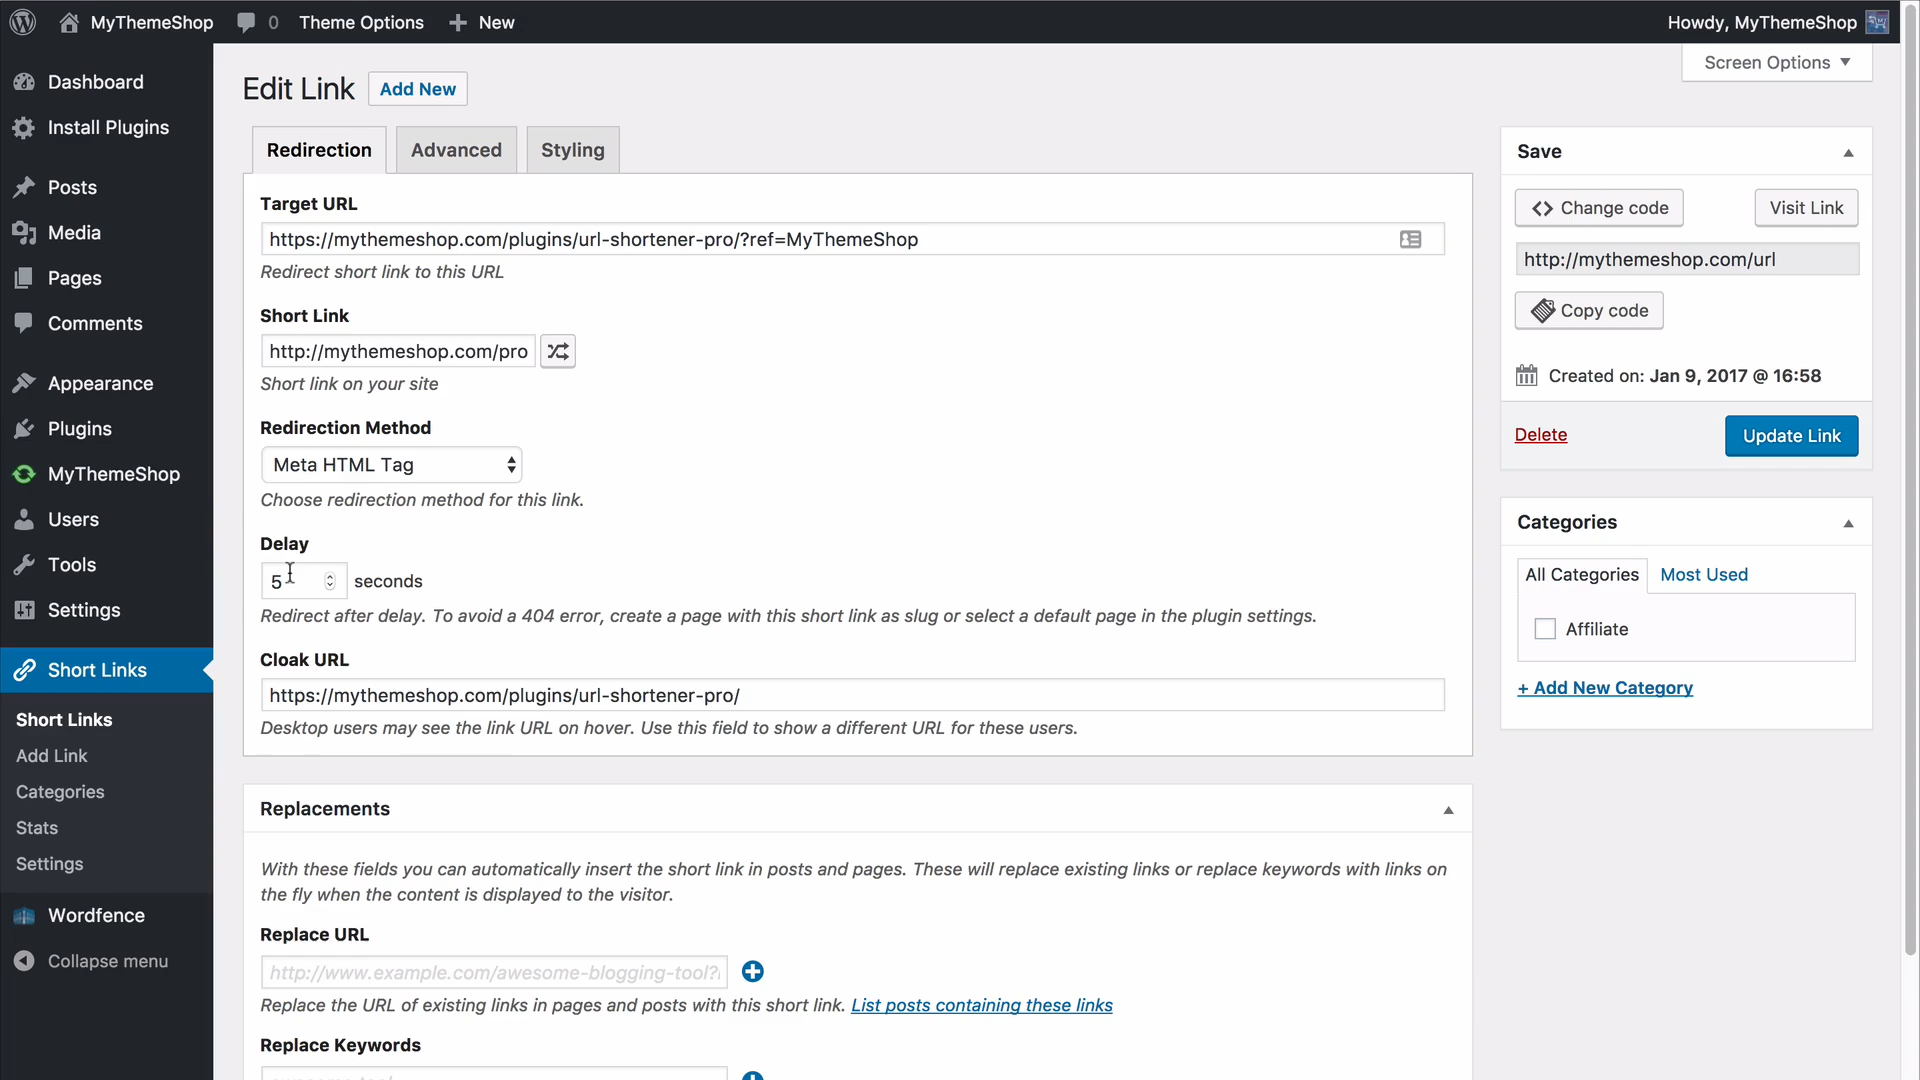 MyThemeShop 0 Theme Options New Howdy, MyThemeShop
Screen Options
Dashboard
Install Plugins
Posts
Media
Pages
Comments
Appearance
Plugins
MyThemeShop
Users
Tools
Settings
Short Links
Short Links
Add Link
Categories
Stats
Settings
Wordfence
Collapse menu
Edit Link Add New
Redirection Advanced Styling
Target URL
https://mythemeshop.com/plugins/url-shortener-pro/?ref=MyThemeShop
Redirect short link to this URL
Short Link
http://mythemeshop.com/pro
Short link on your site
Redirection Method
Meta HTML Tag
Choose redirection method for this link.
Delay
5 seconds
Redirect after delay. To avoid a 404 error, create a page with this short link as slug or select a default page in the plugin settings.
Cloak URL
https://mythemeshop.com/plugins/url-shortener-pro/
Desktop users may see the link URL on hover. Use this field to show a different URL for these users.
Replacements
With these fields you can automatically insert the short link in posts and pages. These will replace existing links or replace keywords with links on
the fly when the content is displayed to the visitor.
Replace URL
http://www.example.com/awesome-blogging-tool?
Replace the URL of existing links in pages and posts with this short link. List posts containing these links
Replace Keywords
Save
Change code Visit Link
http://mythemeshop.com/url
Copy code
Created on: Jan 9, 2017 @ 16:58
Delete Update Link
Categories
All Categories Most Used
Affiliate
+ Add New Category